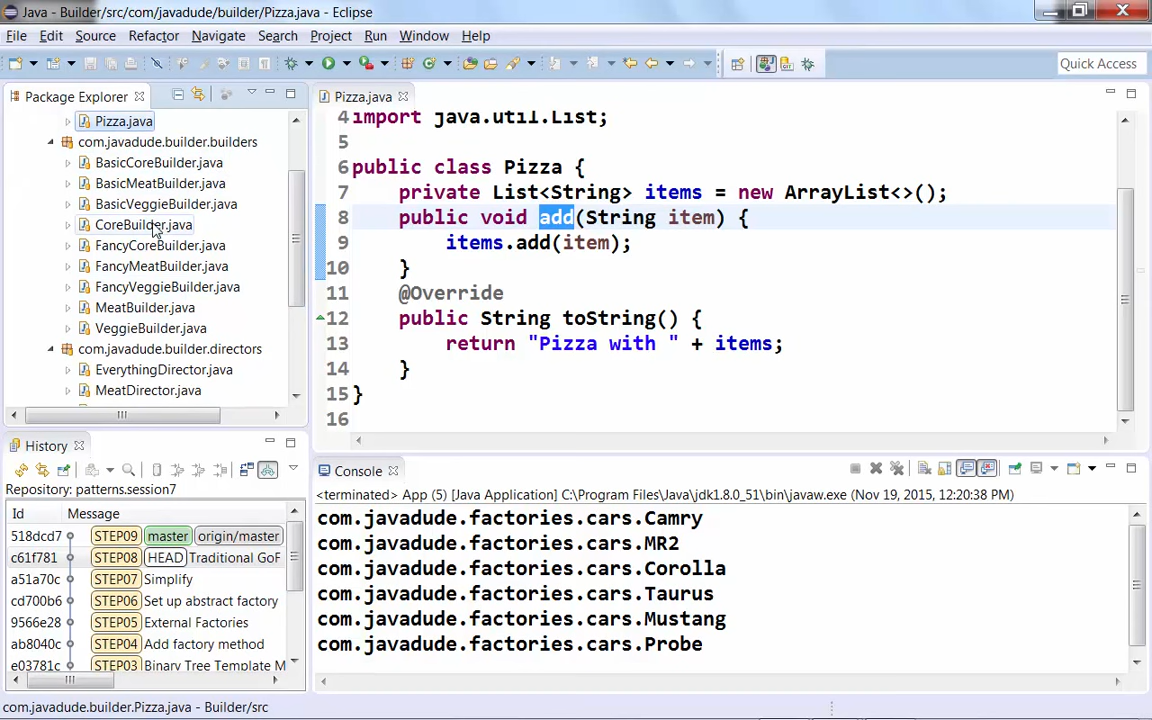 Java - Builder/src/com/javadude/builder/Pizza.java - Eclipse
File Edit Source Refactor Navigate Search Project Run Window Help
Quick Access
Package Explorer
Pizza.java
com.javadude.builder.builders
BasicCoreBuilder.java
BasicMeatBuilder.java
BasicVeggieBuilder.java
CoreBuilder.java
FancyCoreBuilder.java
FancyMeatBuilder.java
FancyVeggieBuilder.java
MeatBuilder.java
VeggieBuilder.java
com.javadude.builder.directors
EverythingDirector.java
MeatDirector.java
Pizza.java
4 import java.util.List;
5
6 public class Pizza {
7 private List<String> items = new ArrayList<>();
8 public void add(String item) {
9 items.add(item);
10 }
11 @Override
12 public String toString() {
13 return "Pizza with " + items;
14 }
15 }
16
History
Repository: patterns.session7
Id Message
518dcd7 STEP09 master origin/master
c61f781 STEP08 HEAD Traditional GoF
a51a70c STEP07 Simplify
cd700b6 STEP06 Set up abstract factory
9566e28 STEP05 External Factories
ab8040c STEP04 Add factory method
e03781c STEP03 Binary Tree Template M
Console
<terminated> App (5) [Java Application] C:\Program Files\Java\jdk1.8.0_51\bin\javaw.exe (Nov 19, 2015, 12:20:38 PM)
com.javadude.factories.cars.Camry
com.javadude.factories.cars.MR2
com.javadude.factories.cars.Corolla
com.javadude.factories.cars.Taurus
com.javadude.factories.cars.Mustang
com.javadude.factories.cars.Probe
com.javadude.builder.Pizza.java - Builder/src